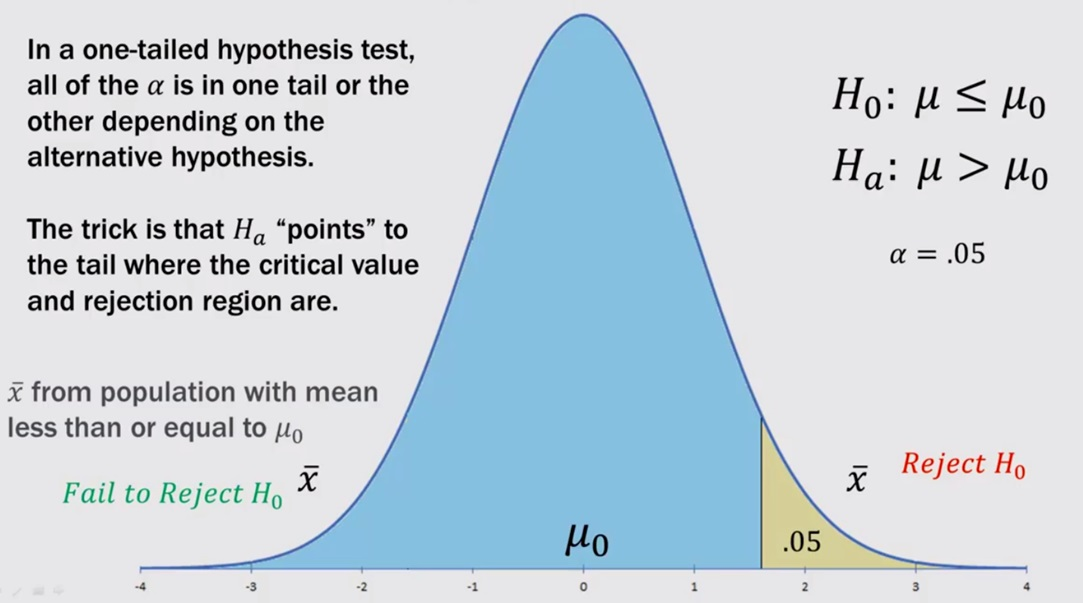 In a one-tailed hypothesis test,
all of the α is in one tail or the
other depending on the
alternative hypothesis.
The trick is that Hₐ “points” to
the tail where the critical value
and rejection region are.
x̄ from population with mean
less than or equal to μ₀
Fail to Reject H₀
x̄
H₀: μ ≤ μ₀
Hₐ: μ > μ₀
α = .05
x̄
Reject H₀
μ₀
.05
-4 -3 -2 -1 0 1 2 3 4